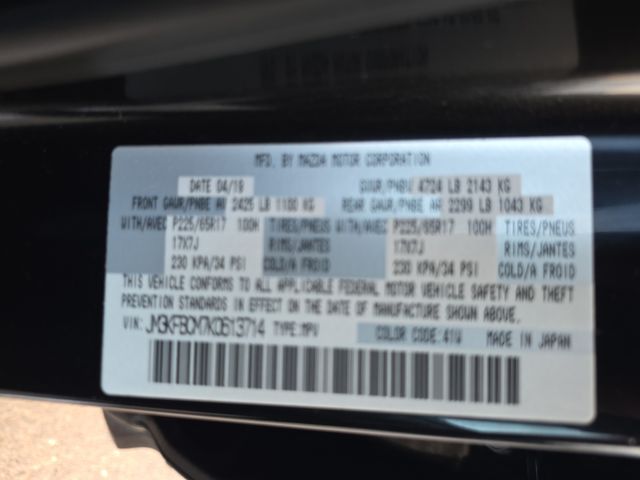 MFD. BY MAZDA MOTOR CORPORATION
DATE 04/19 GVWR/PNBV 4724 LB 2143 KG
FRONT GAWR/PNBE AV 2425 LB 1100 KG REAR GAWR/PNBE AR 2299 LB 1043 KG
WITH/AVEC P225/65R17 100H TIRES/PNEUS WITH/AVEC P225/65R17 100H TIRES/PNEUS
17X7J RIMS/JANTES 17X7J RIMS/JANTES
230 KPA/34 PSI COLD/A FROID 230 KPA/34 PSI COLD/A FROID
THIS VEHICLE CONFORMS TO ALL APPLICABLE FEDERAL MOTOR VEHICLE SAFETY AND THEFT
PREVENTION STANDARDS IN EFFECT ON THE DATE OF MANUFACTURE SHOWN ABOVE.
VIN: TYPE:MPV COLOR CODE:41W MADE IN JAPAN